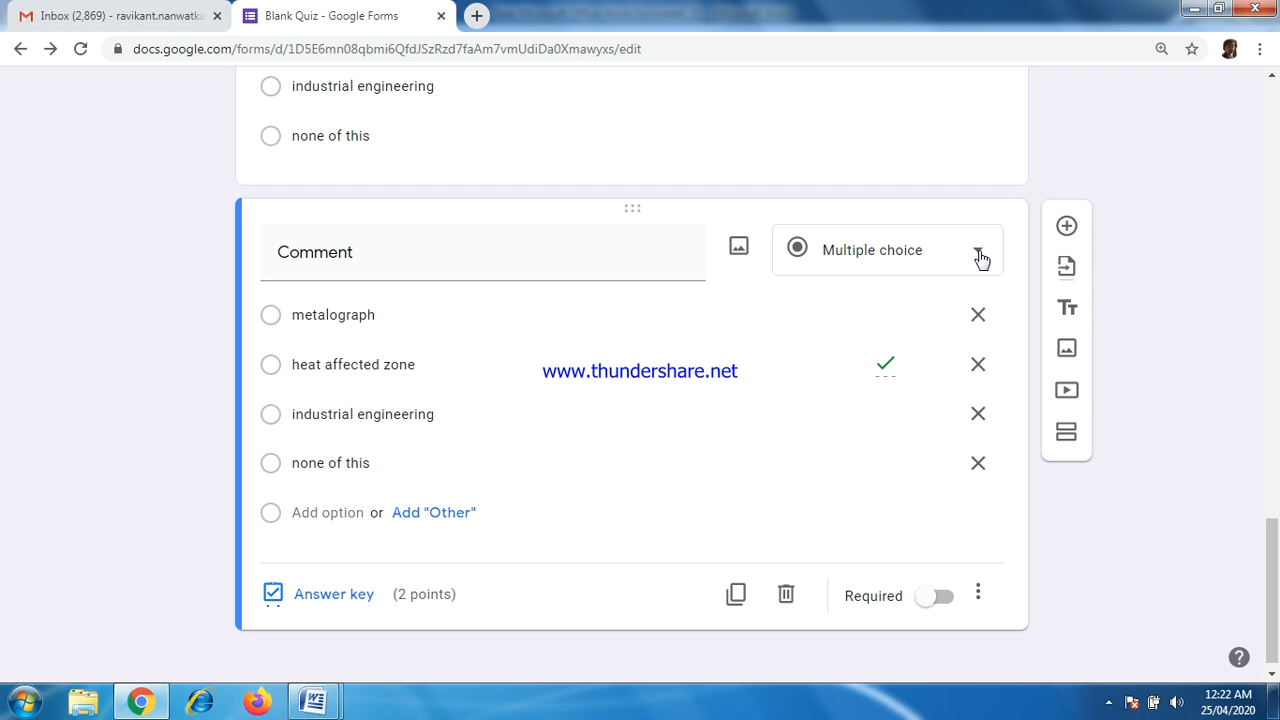 Inbox (2,869) - ravikant.nanwatka
Blank Quiz - Google Forms
docs.google.com/forms/d/1D5E6mn08qbmi6QfdJSzRzd7faAm7vmUdiDa0Xmawyxs/edit
industrial engineering
none of this
Comment
Multiple choice
metalograph
heat affected zone
www.thundershare.net
industrial engineering
none of this
Add option or Add "Other"
Answer key (2 points)
Required
12:22 AM
25/04/2020